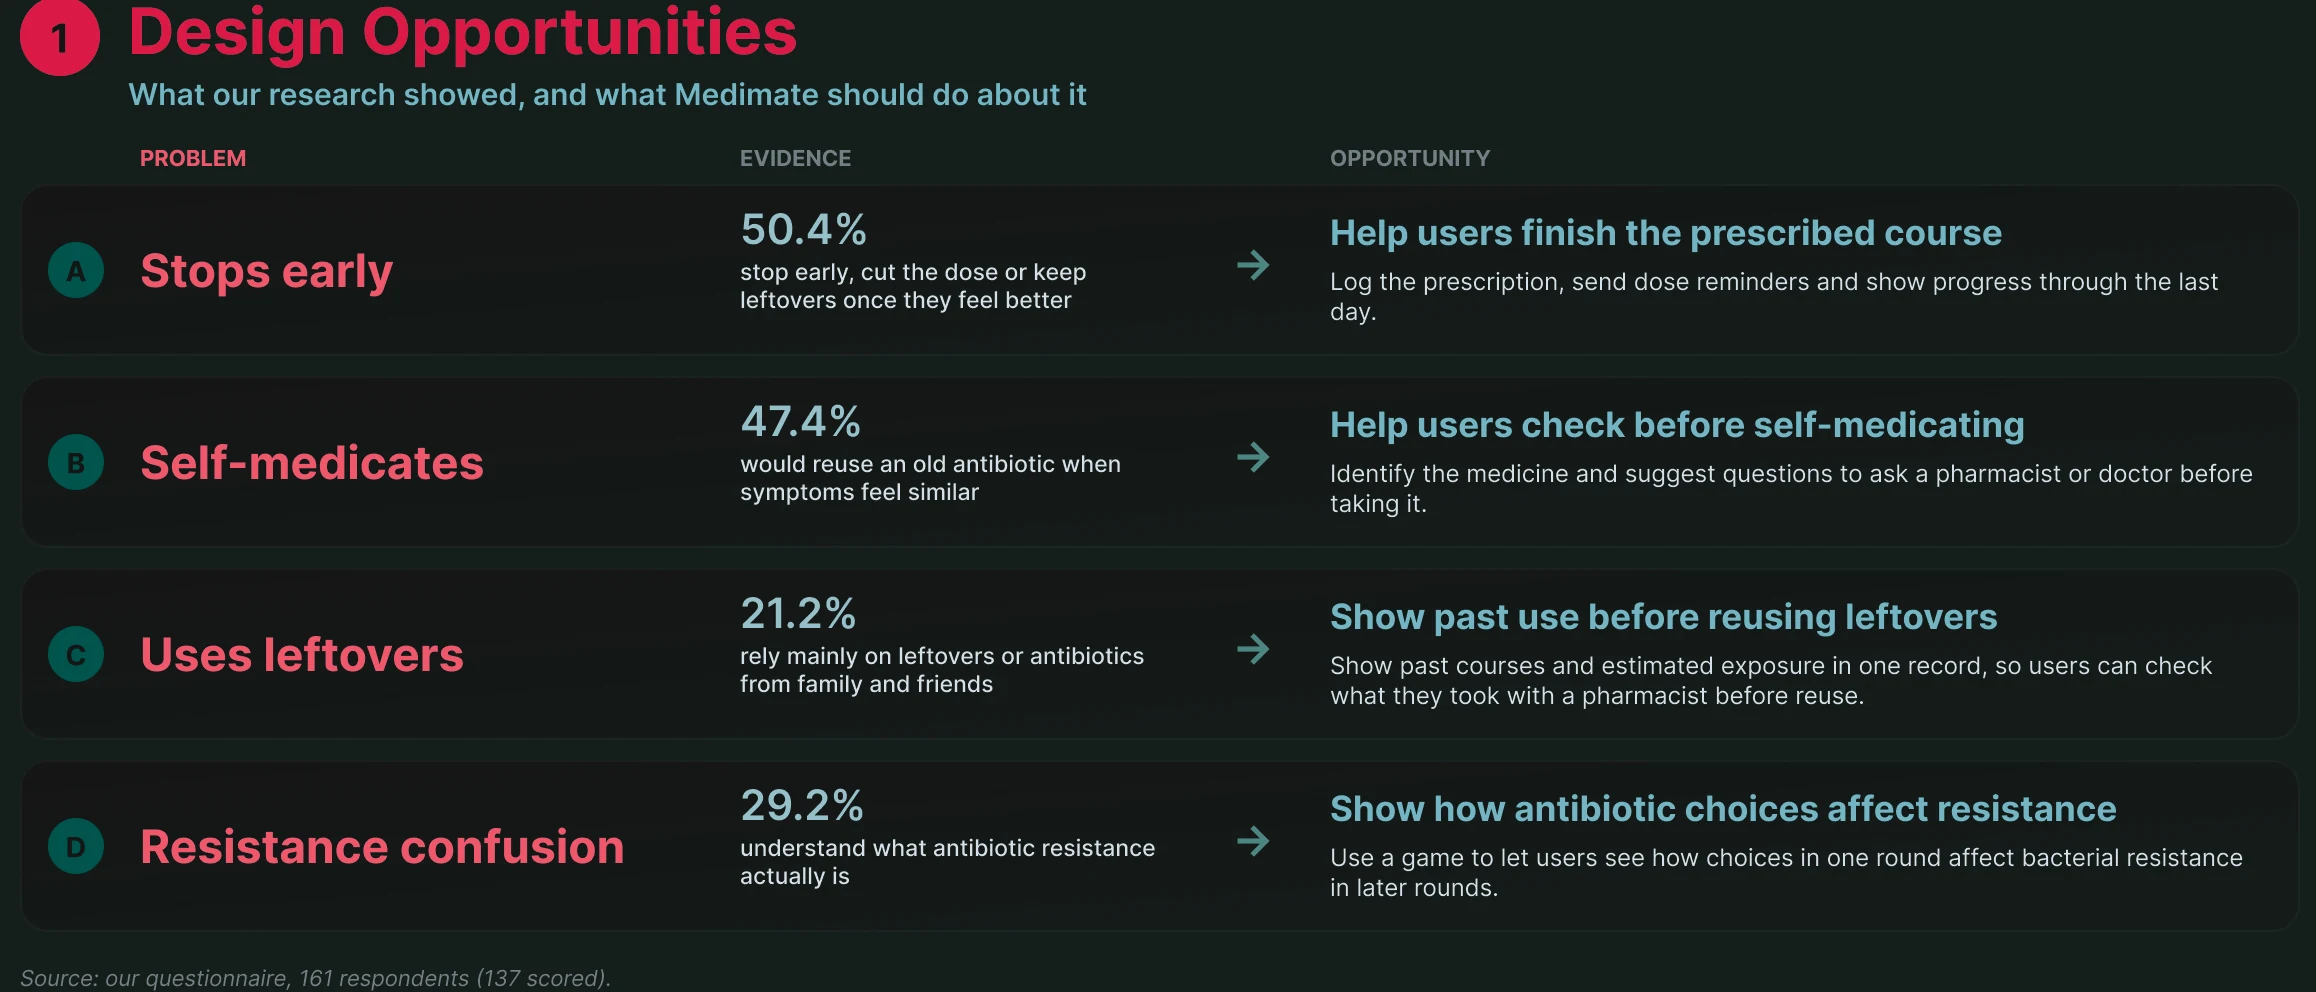 1
Design Opportunities
What our research showed, and what Medimate should do about it
PROBLEM
EVIDENCE
OPPORTUNITY
A
Stops early
50.4%
stop early, cut the dose or keep
leftovers once they feel better
→
Help users finish the prescribed course
Log the prescription, send dose reminders and show progress through the last
day.
B
Self-medicates
47.4%
would reuse an old antibiotic when
symptoms feel similar
→
Help users check before self-medicating
Identify the medicine and suggest questions to ask a pharmacist or doctor before
taking it.
C
Uses leftovers
21.2%
rely mainly on leftovers or antibiotics
from family and friends
→
Show past use before reusing leftovers
Show past courses and estimated exposure in one record, so users can check
what they took with a pharmacist before reuse.
D
Resistance confusion
29.2%
understand what antibiotic resistance
actually is
→
Show how antibiotic choices affect resistance
Use a game to let users see how choices in one round affect bacterial resistance
in later rounds.
Source: our questionnaire, 161 respondents (137 scored).